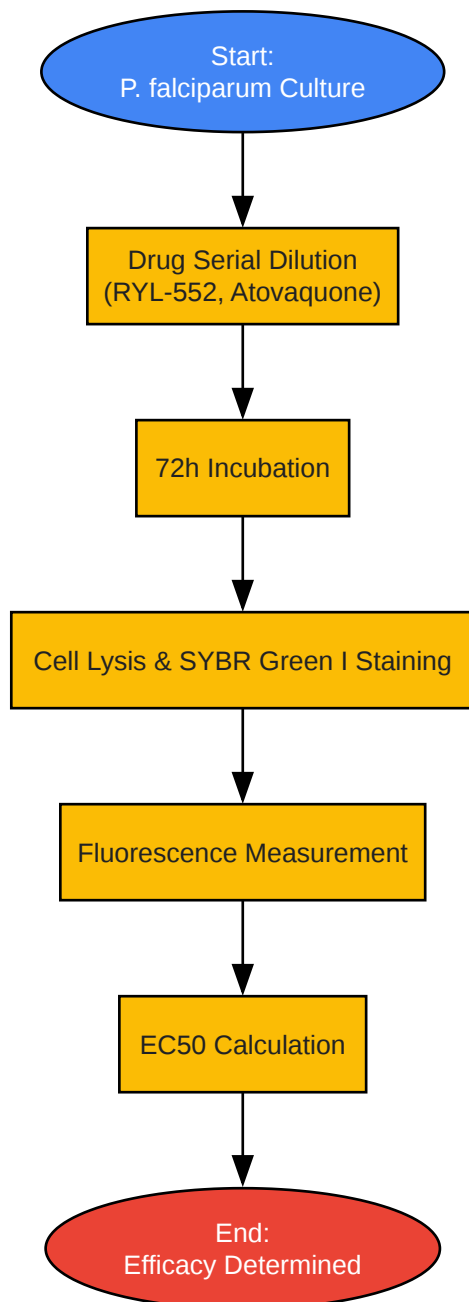 Start:
P. falciparum Culture
Drug Serial Dilution
(RYL-552, Atovaquone)
72h Incubation
Cell Lysis & SYBR Green I Staining
Fluorescence Measurement
EC50 Calculation
End:
Efficacy Determined